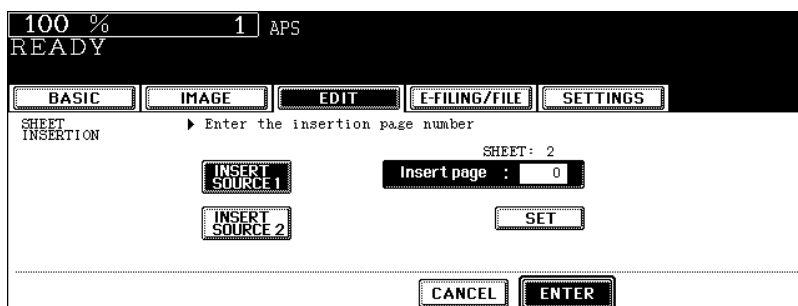 100 % 1 APS
READY
BASIC IMAGE EDIT E-FILING/FILE SETTINGS
SHEET INSERTION
▶ Enter the insertion page number
SHEET: 2
INSERT SOURCE 1
Insert page : 0
INSERT SOURCE 2
SET
CANCEL ENTER